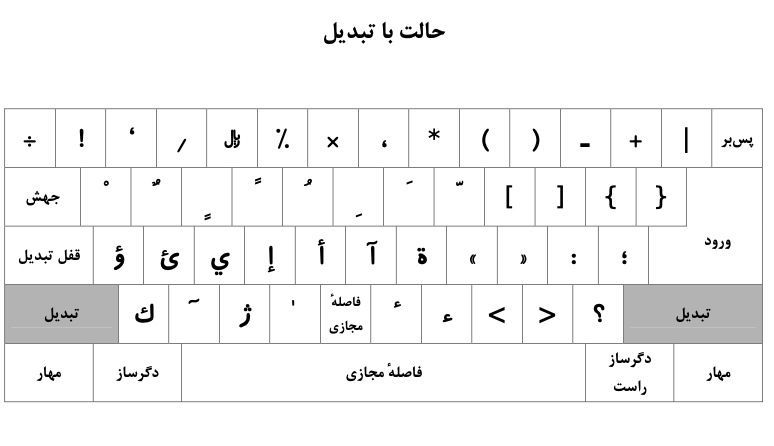 حالت با تبدیل
÷ ! ‘ ⁄ ﷼ ٪ × ، * ( ) - + | پس‌بر
جهش ْ ٌ ٍ ً ُ ِ َ ّ [ ] { }
قفل تبدیل ؤ ئ ي إ أ آ ة « » : ؛ ورود
تبدیل ك ٓ ژ ٰ فاصلهٔ مجازی ٔ ء < > ؟ تبدیل
مهار دگرساز فاصلهٔ مجازی دگرساز راست مهار